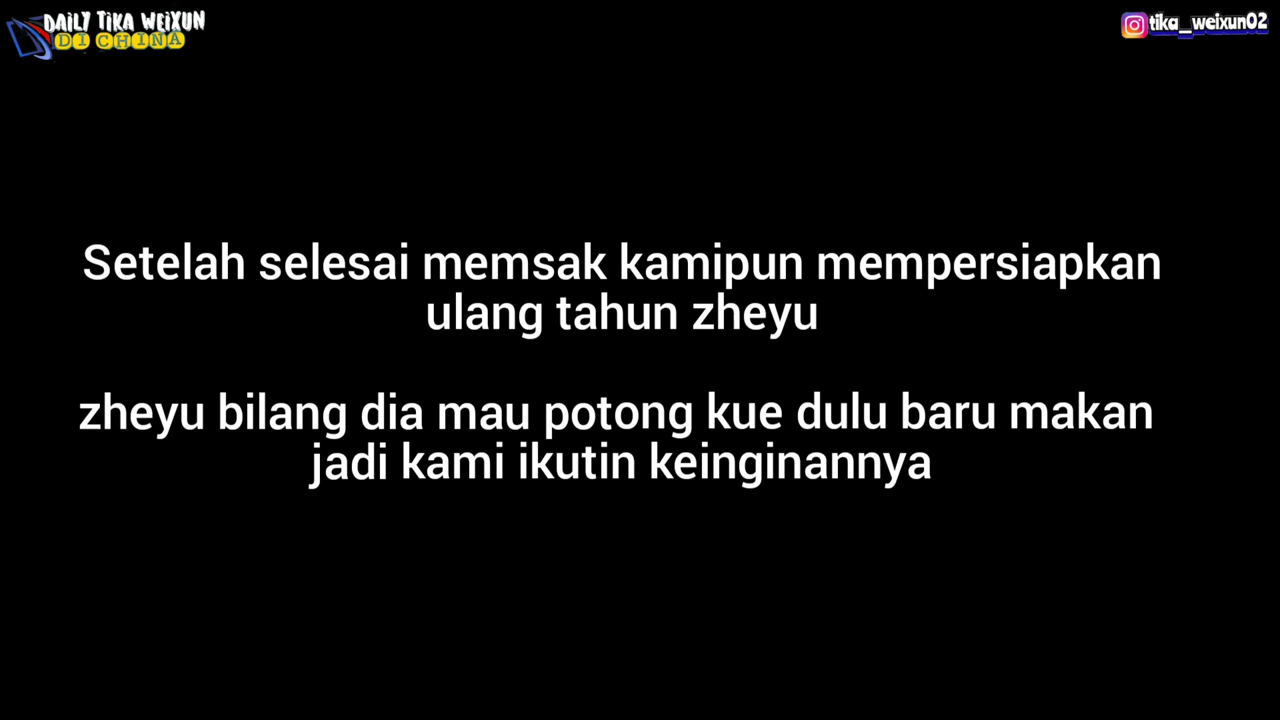 DAILY TIKA WEIXUN
DI CHINA
tika_weixun02
Setelah selesai memsak kamipun mempersiapkan
ulang tahun zheyu
zheyu bilang dia mau potong kue dulu baru makan
jadi kami ikutin keinginannya